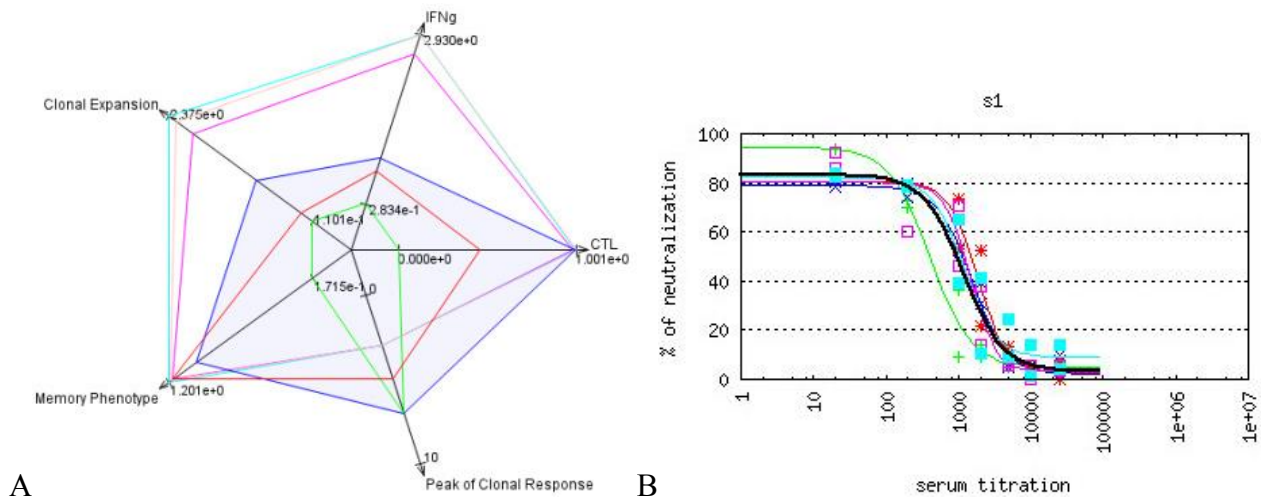 IFNg
2.930e+0
Clonal Expansion
2.375e+0
1.101e-1
2.834e-1
CTL
0.000e+0
1.001e+0
1.715e-1
0
1.201e+0
Memory Phenotype
10
Peak of Clonal Response
A
s1
% of neutralization
100
80
60
40
20
0
1
10
100
1000
10000
100000
1e+06
1e+07
serum titration
B